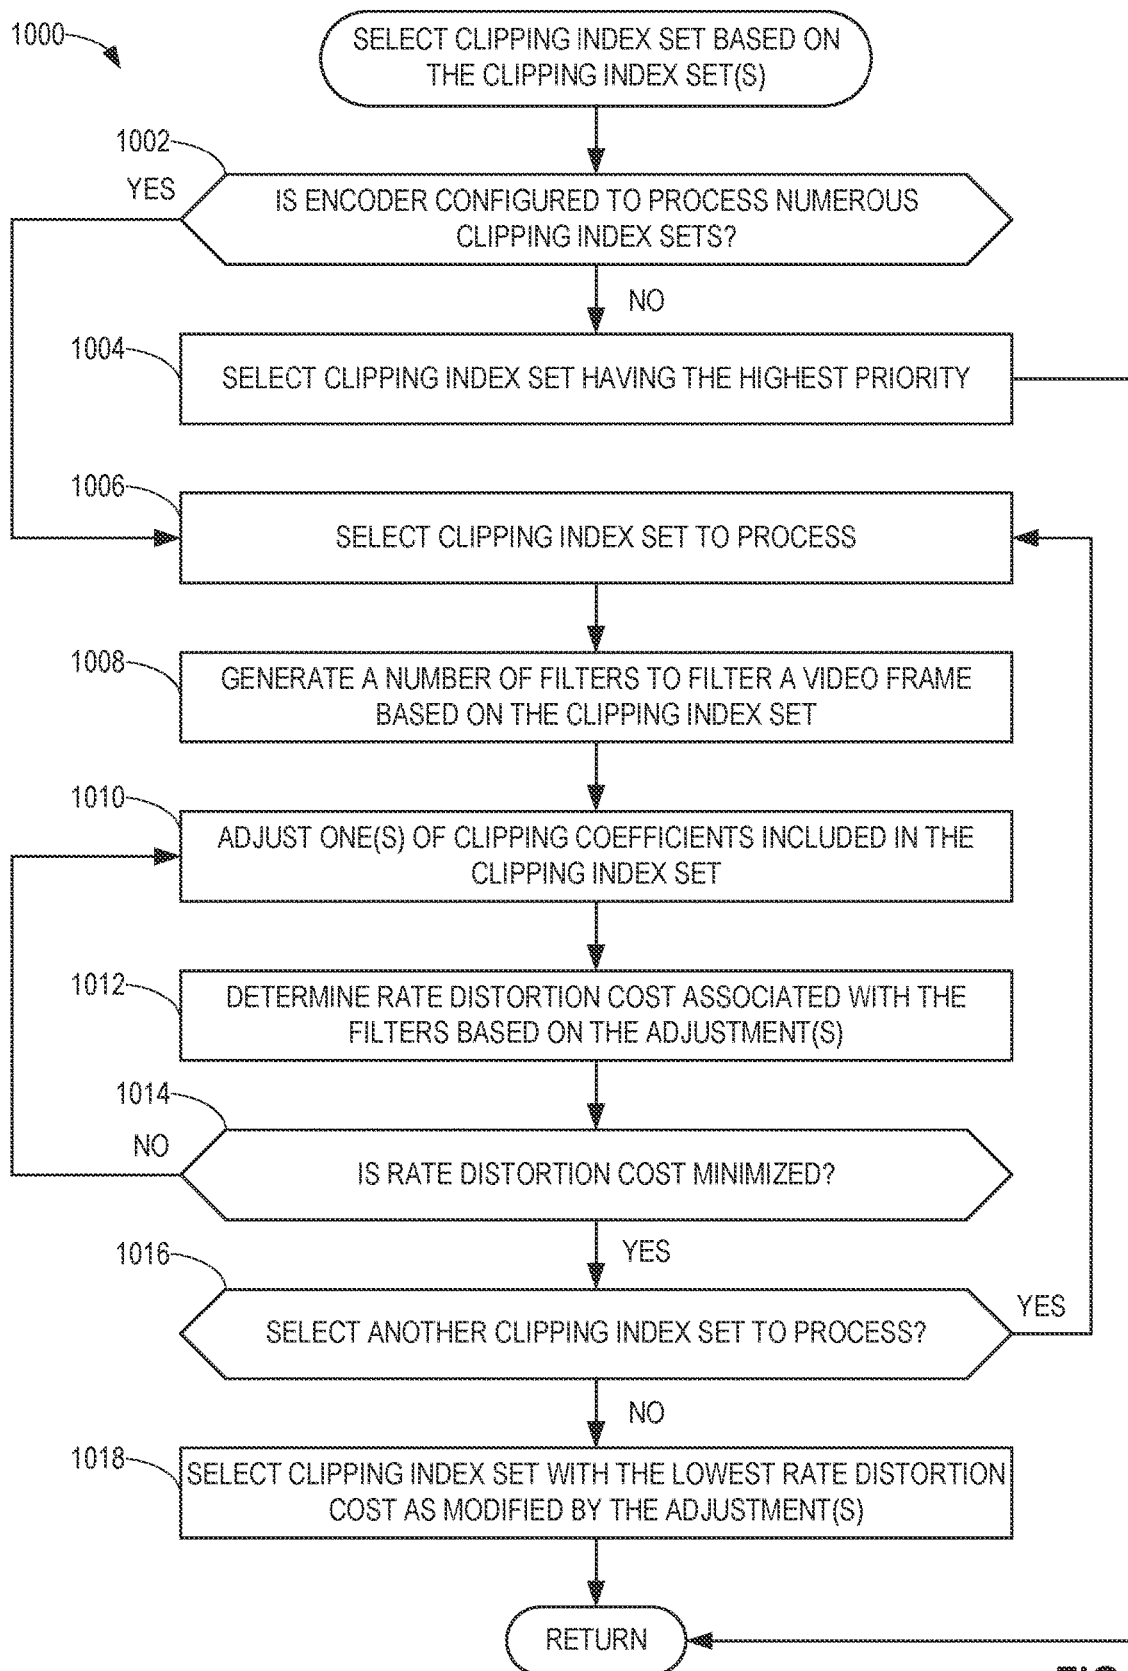 1000
SELECT CLIPPING INDEX SET BASED ON
THE CLIPPING INDEX SET(S)
1002
YES
IS ENCODER CONFIGURED TO PROCESS NUMEROUS
CLIPPING INDEX SETS?
NO
1004
SELECT CLIPPING INDEX SET HAVING THE HIGHEST PRIORITY
1006
SELECT CLIPPING INDEX SET TO PROCESS
1008
GENERATE A NUMBER OF FILTERS TO FILTER A VIDEO FRAME
BASED ON THE CLIPPING INDEX SET
1010
ADJUST ONE(S) OF CLIPPING COEFFICIENTS INCLUDED IN THE
CLIPPING INDEX SET
1012
DETERMINE RATE DISTORTION COST ASSOCIATED WITH THE
FILTERS BASED ON THE ADJUSTMENT(S)
1014
NO
IS RATE DISTORTION COST MINIMIZED?
YES
1016
YES
SELECT ANOTHER CLIPPING INDEX SET TO PROCESS?
NO
1018
SELECT CLIPPING INDEX SET WITH THE LOWEST RATE DISTORTION
COST AS MODIFIED BY THE ADJUSTMENT(S)
RETURN